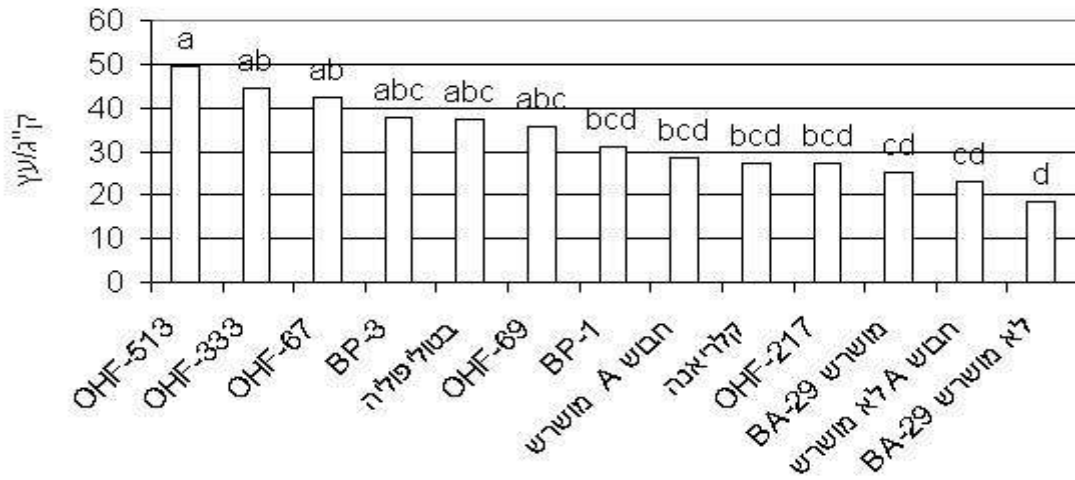 60
50
40
30
20
10
0
ק"ג/עץ
a
ab
ab
abc
abc
abc
bcd
bcd
bcd
bcd
cd
cd
d
OHF-513
OHF-333
OHF-67
BP-3
בטוליפוליה
OHF-69
BP-1
חבוש A מושרש
קלריאנה
OHF-217
BA-29 מושרש
חבוש A לא מושרש
BA-29 לא מושרש